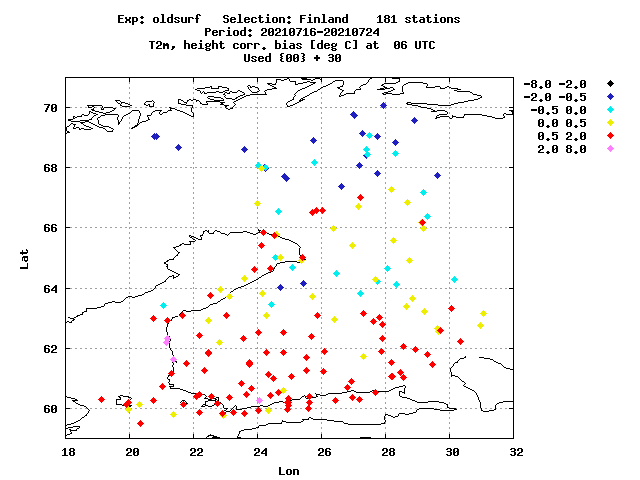 Exp: oldsurf   Selection: Finland    181 stations
Period: 20210716-20210724
T2m, height corr. bias [deg C] at  06 UTC
Used {00} + 30
-8.0 -2.0
-2.0 -0.5
-0.5 0.0
0.0 0.5
0.5 2.0
2.0 8.0
70
68
66
64
62
60
Lat
18 20 22 24 26 28 30 32
Lon